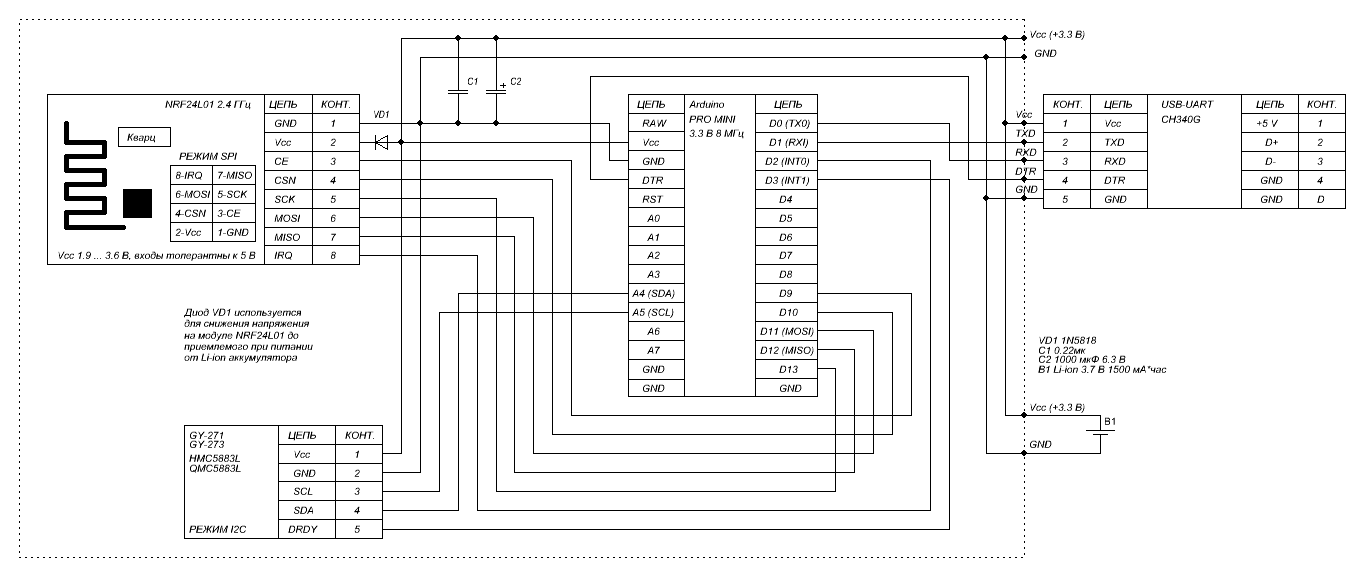 Vcc (+3.3 В)
GND
C1
C2
+
NRF24L01 2.4 ГГц
ЦЕПЬ
КОНТ.
GND
1
Vcc
2
CE
3
CSN
4
SCK
5
MOSI
6
MISO
7
IRQ
8
Кварц
РЕЖИМ SPI
8-IRQ
7-MISO
6-MOSI
5-SCK
4-CSN
3-CE
2-Vcc
1-GND
Vcc 1.9 ... 3.6 В, входы толерантны к 5 В
VD1
ЦЕПЬ
Arduino
PRO MINI
3.3 В 8 МГц
ЦЕПЬ
RAW
D0 (TX0)
Vcc
D1 (RXI)
GND
D2 (INT0)
DTR
D3 (INT1)
RST
D4
A0
D5
A1
D6
A2
D7
A3
D8
A4 (SDA)
D9
A5 (SCL)
D10
A6
D11 (MOSI)
A7
D12 (MISO)
GND
D13
GND
GND
Vcc
TXD
RXD
DTR
GND
КОНТ.
ЦЕПЬ
USB-UART
CH340G
ЦЕПЬ
КОНТ.
1
Vcc
+5 V
1
2
TXD
D+
2
3
RXD
D-
3
4
DTR
GND
4
5
GND
GND
D
Диод VD1 используется
для снижения напряжения
на модуле NRF24L01 до
приемлемого при питании
от Li-ion аккумулятора
VD1 1N5818
C1 0.22мк
C2 1000 мкФ 6.3 В
B1 Li-ion 3.7 В 1500 мА*час
Vcc (+3.3 В)
B1
GND
GY-271
GY-273
HMC5883L
QMC5883L
РЕЖИМ I2C
ЦЕПЬ
КОНТ.
Vcc
1
GND
2
SCL
3
SDA
4
DRDY
5